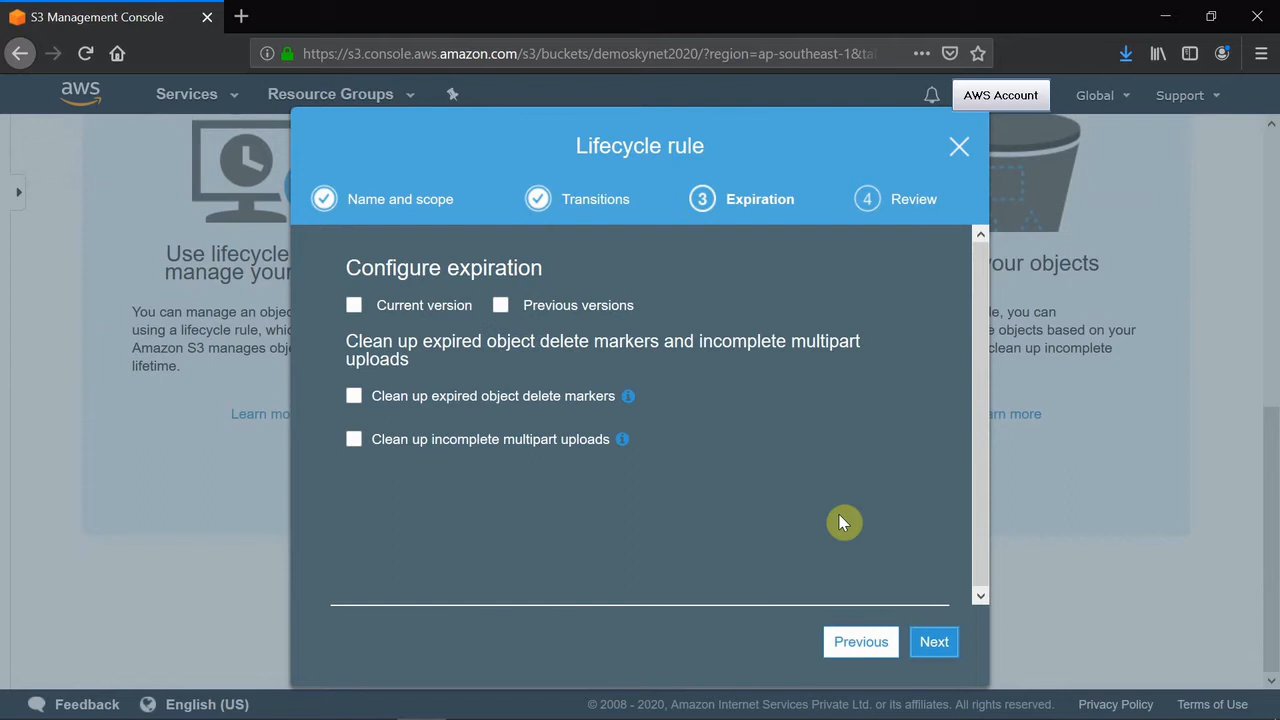 S3 Management Console
https://s3.console.aws.amazon.com/s3/buckets/demoskynet2020/?region=ap-southeast-1&tal
aws
Services
Resource Groups
AWS Account
Global
Support
Lifecycle rule
Name and scope
Transitions
3
Expiration
4
Review
Use lifecycle
manage your
You can manage an objec
using a lifecycle rule, whic
Amazon S3 manages obje
lifetime.
Learn mo
Configure expiration
Current version
Previous versions
Clean up expired object delete markers and incomplete multipart
uploads
Clean up expired object delete markers
Clean up incomplete multipart uploads
your objects
le, you can
e objects based on your
clean up incomplete
arn more
Previous
Next
Feedback
English (US)
© 2008 - 2020, Amazon Internet Services Private Ltd. or its affiliates. All rights reserved.
Privacy Policy
Terms of Use